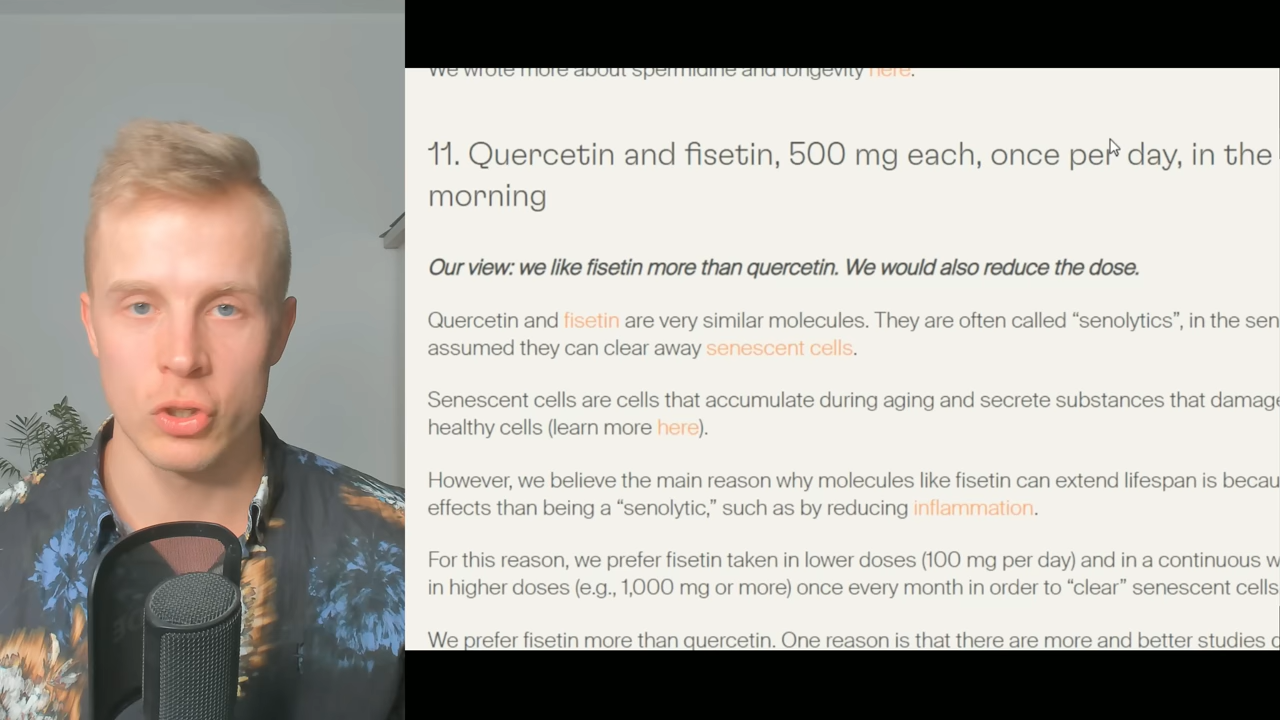 We wrote more about spermidine and longevity here.
11. Quercetin and fisetin, 500 mg each, once per day, in the
morning
Our view: we like fisetin more than quercetin. We would also reduce the dose.
Quercetin and fisetin are very similar molecules. They are often called “senolytics”, in the sen
assumed they can clear away senescent cells.
Senescent cells are cells that accumulate during aging and secrete substances that damage
healthy cells (learn more here).
However, we believe the main reason why molecules like fisetin can extend lifespan is becau
effects than being a “senolytic,” such as by reducing inflammation.
For this reason, we prefer fisetin taken in lower doses (100 mg per day) and in a continuous w
in higher doses (e.g., 1,000 mg or more) once every month in order to “clear” senescent cells
We prefer fisetin more than quercetin. One reason is that there are more and better studies